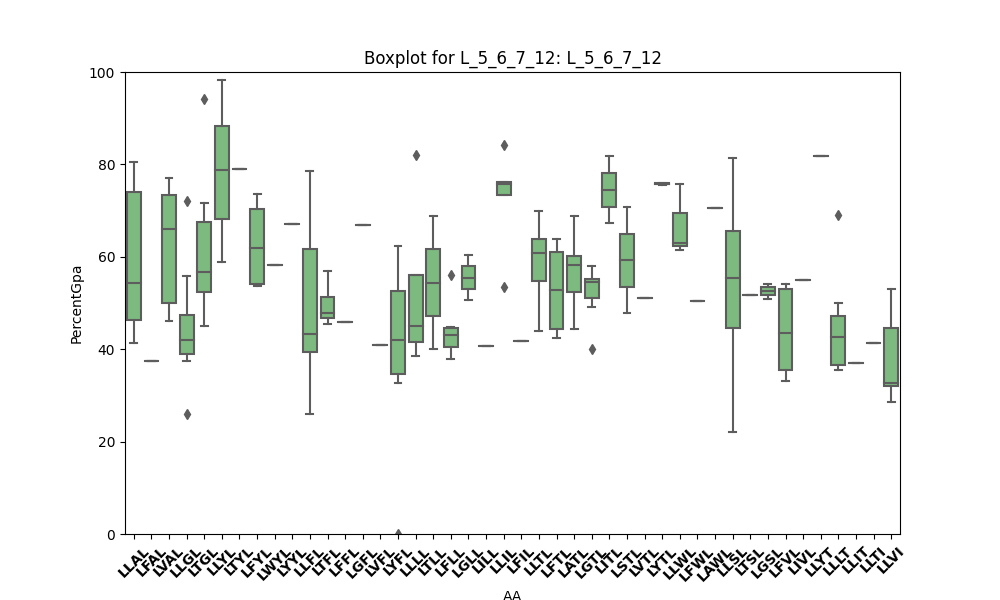 Boxplot for L_5_6_7_12: L_5_6_7_12
PercentGpa
100
80
60
40
20
0
LLAL LFAL LVAL LLGL LTGL LLYL LTYL LFYL LWYL LYYL LLFL LTFL LFFL LGFL LVFL LYFL LLLL LTLL LFLL LGLL LILL LLIL LFIL LLTL LFTL LATL LGTL LITL LSTL LVTL LYTL LLWL LFWL LAWL LLSL LTSL LGSL LFVL LIVL LLYT LLLT LLIT LLTI LLVI
AA